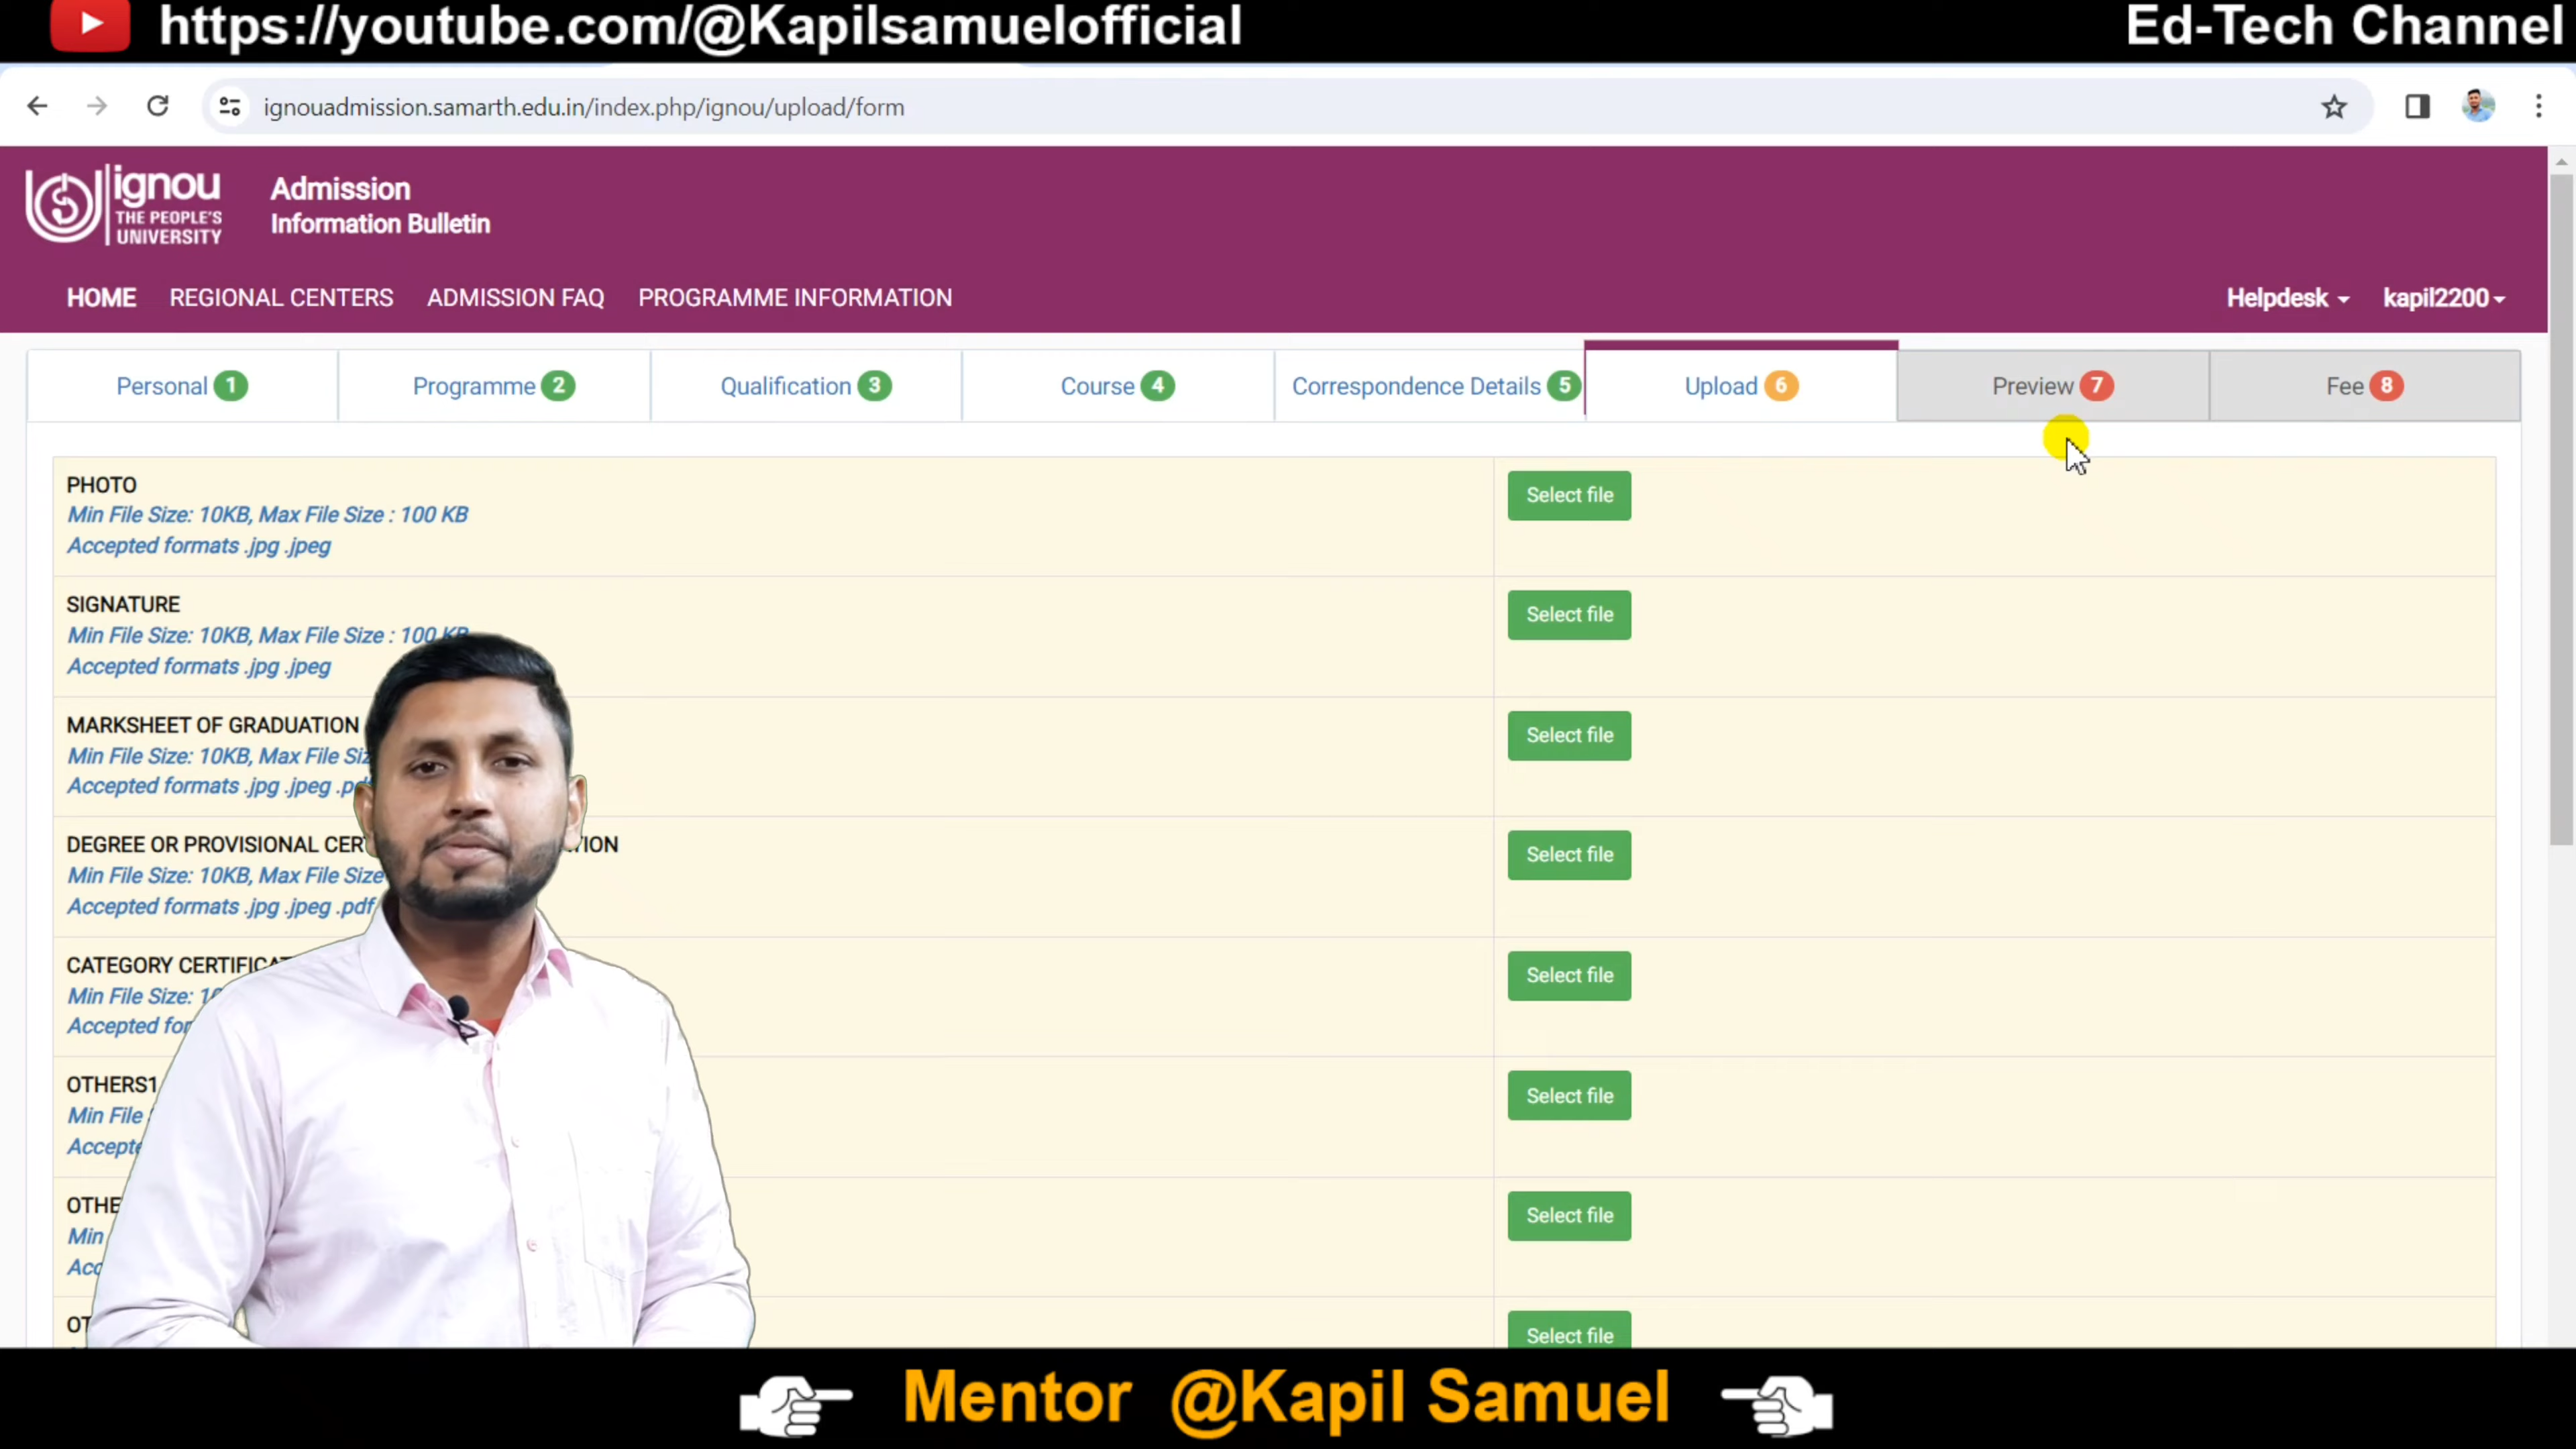 https://youtube.com/@Kapilsamuelofficial
Ed-Tech Channel
ignouadmission.samarth.edu.in/index.php/ignou/upload/form
ignou
THE PEOPLE'S
UNIVERSITY
Admission
Information Bulletin
HOME REGIONAL CENTERS ADMISSION FAQ PROGRAMME INFORMATION Helpdesk kapil2200
Personal 1 Programme 2 Qualification 3 Course 4 Correspondence Details 5 Upload 6 Preview 7 Fee 8
PHOTO
Min File Size: 10KB, Max File Size : 100 KB
Accepted formats .jpg .jpeg
Select file
SIGNATURE
Min File Size: 10KB, Max File Size : 100 KB
Accepted formats .jpg .jpeg
Select file
MARKSHEET OF GRADUATION
Min File Size: 10KB, Max File
Accepted formats .jpg .jpeg
Select file
DEGREE OR PROVISIONAL
Min File Size: 10KB, Max File Size
Accepted formats .jpg .jpeg .pdf
Select file
CATEGORY
Min File Size:
Accepted
Select file
OTHERS1
Min File
Select file
Min
Select file
Select file
Mentor @Kapil Samuel